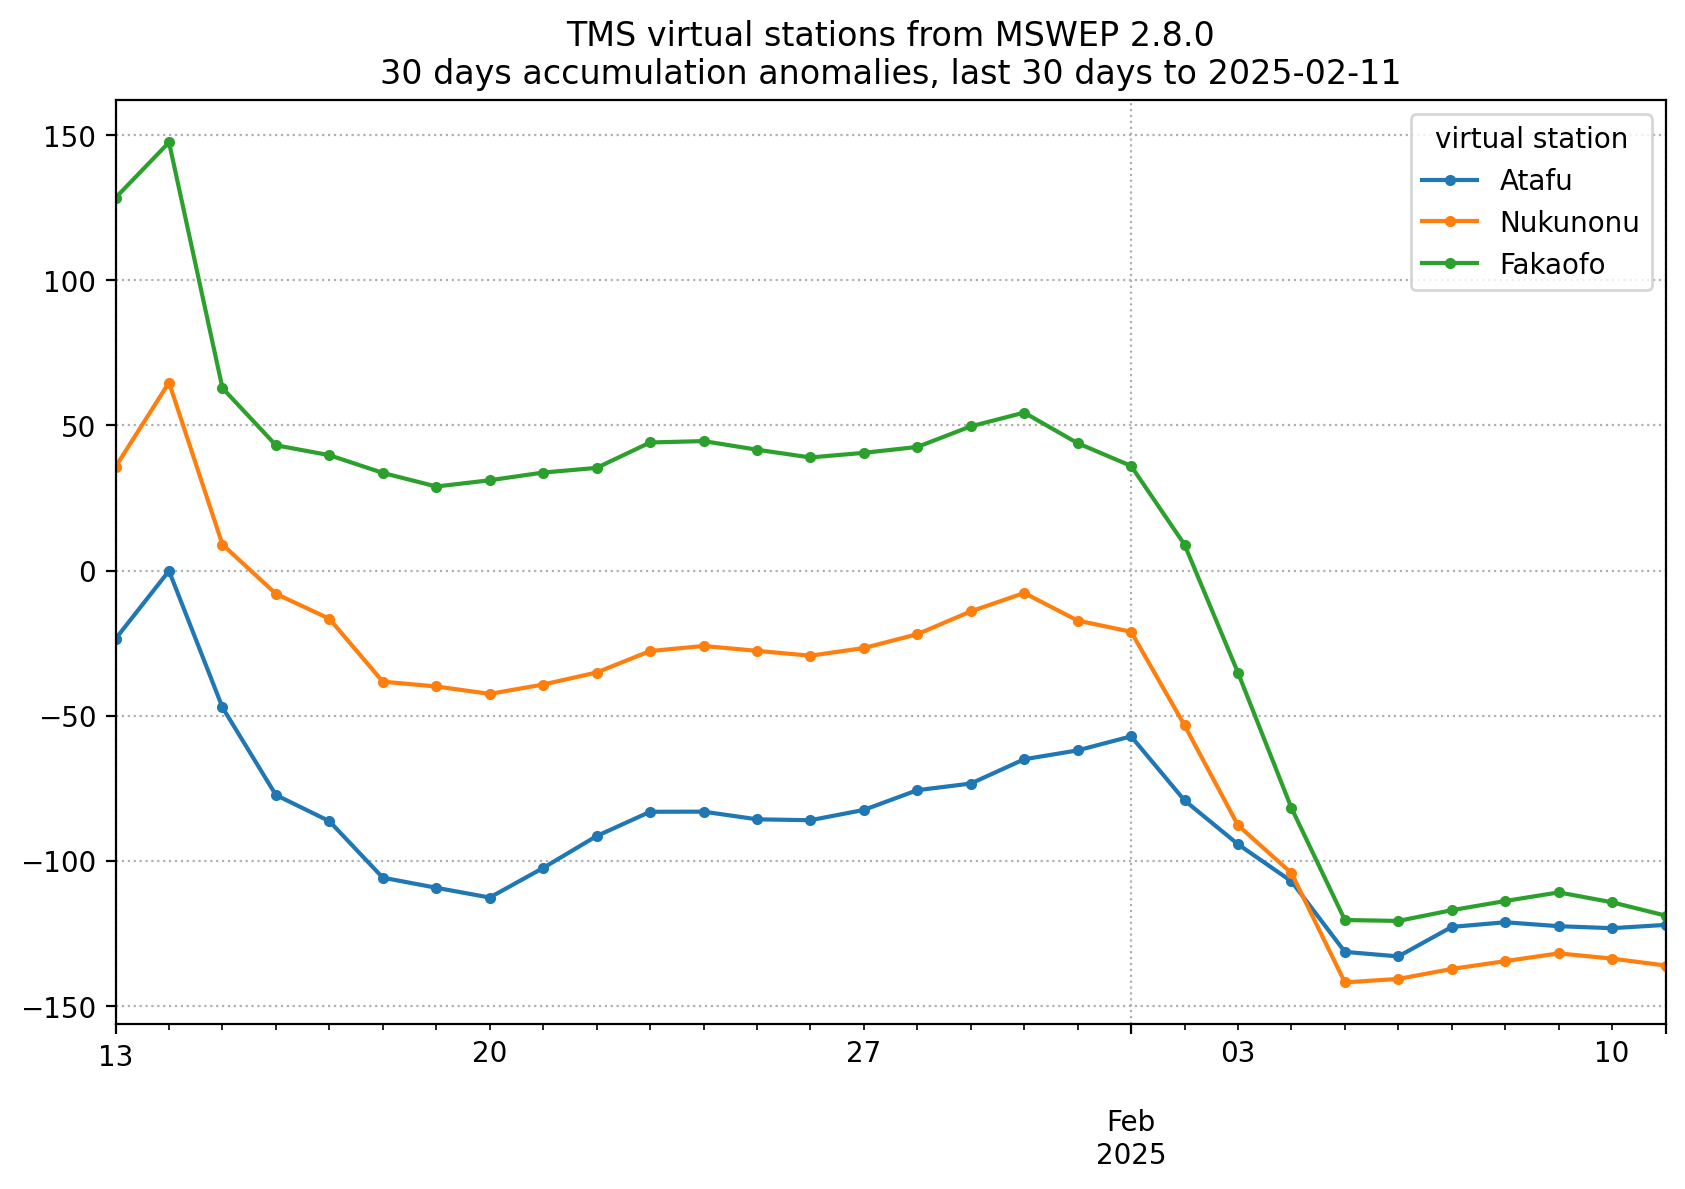 TMS virtual stations from MSWEP 2.8.0
30 days accumulation anomalies, last 30 days to 2025-02-11
150
100
50
0
−50
−100
−150
virtual station
Atafu
Nukunonu
Fakaofo
13
20
27
03
10
Feb
2025